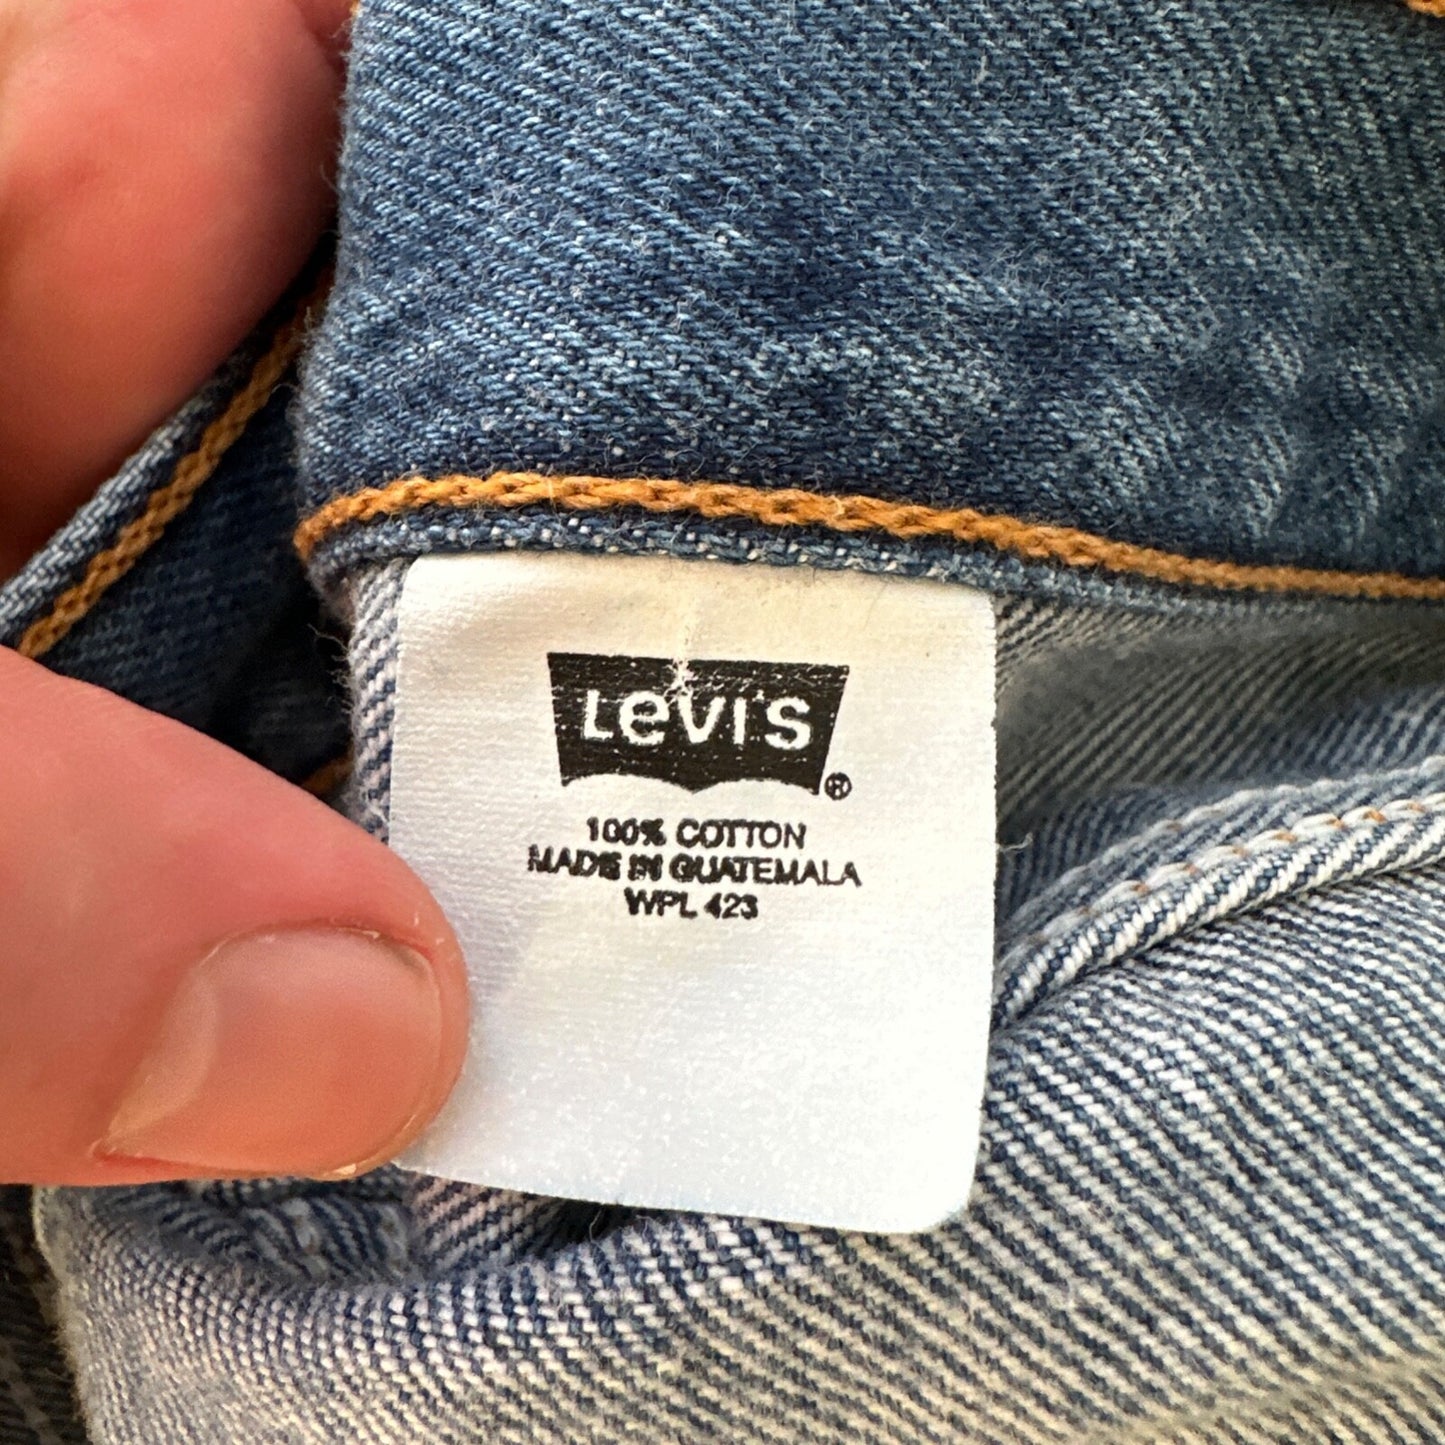 Levi's ®
100% COTTON
MADE IN GUATEMALA
WPL 423